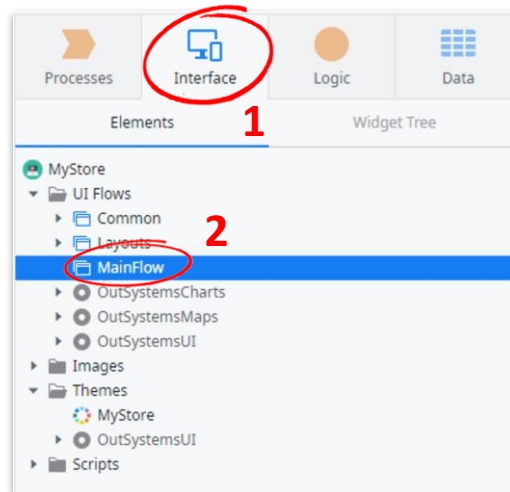 Processes Interface Logic Data
1
Elements Widget Tree
MyStore
UI Flows
Common
2
Layouts
MainFlow
OutSystemsCharts
OutSystemsMaps
OutSystemsUI
Images
Themes
MyStore
OutSystemsUI
Scripts